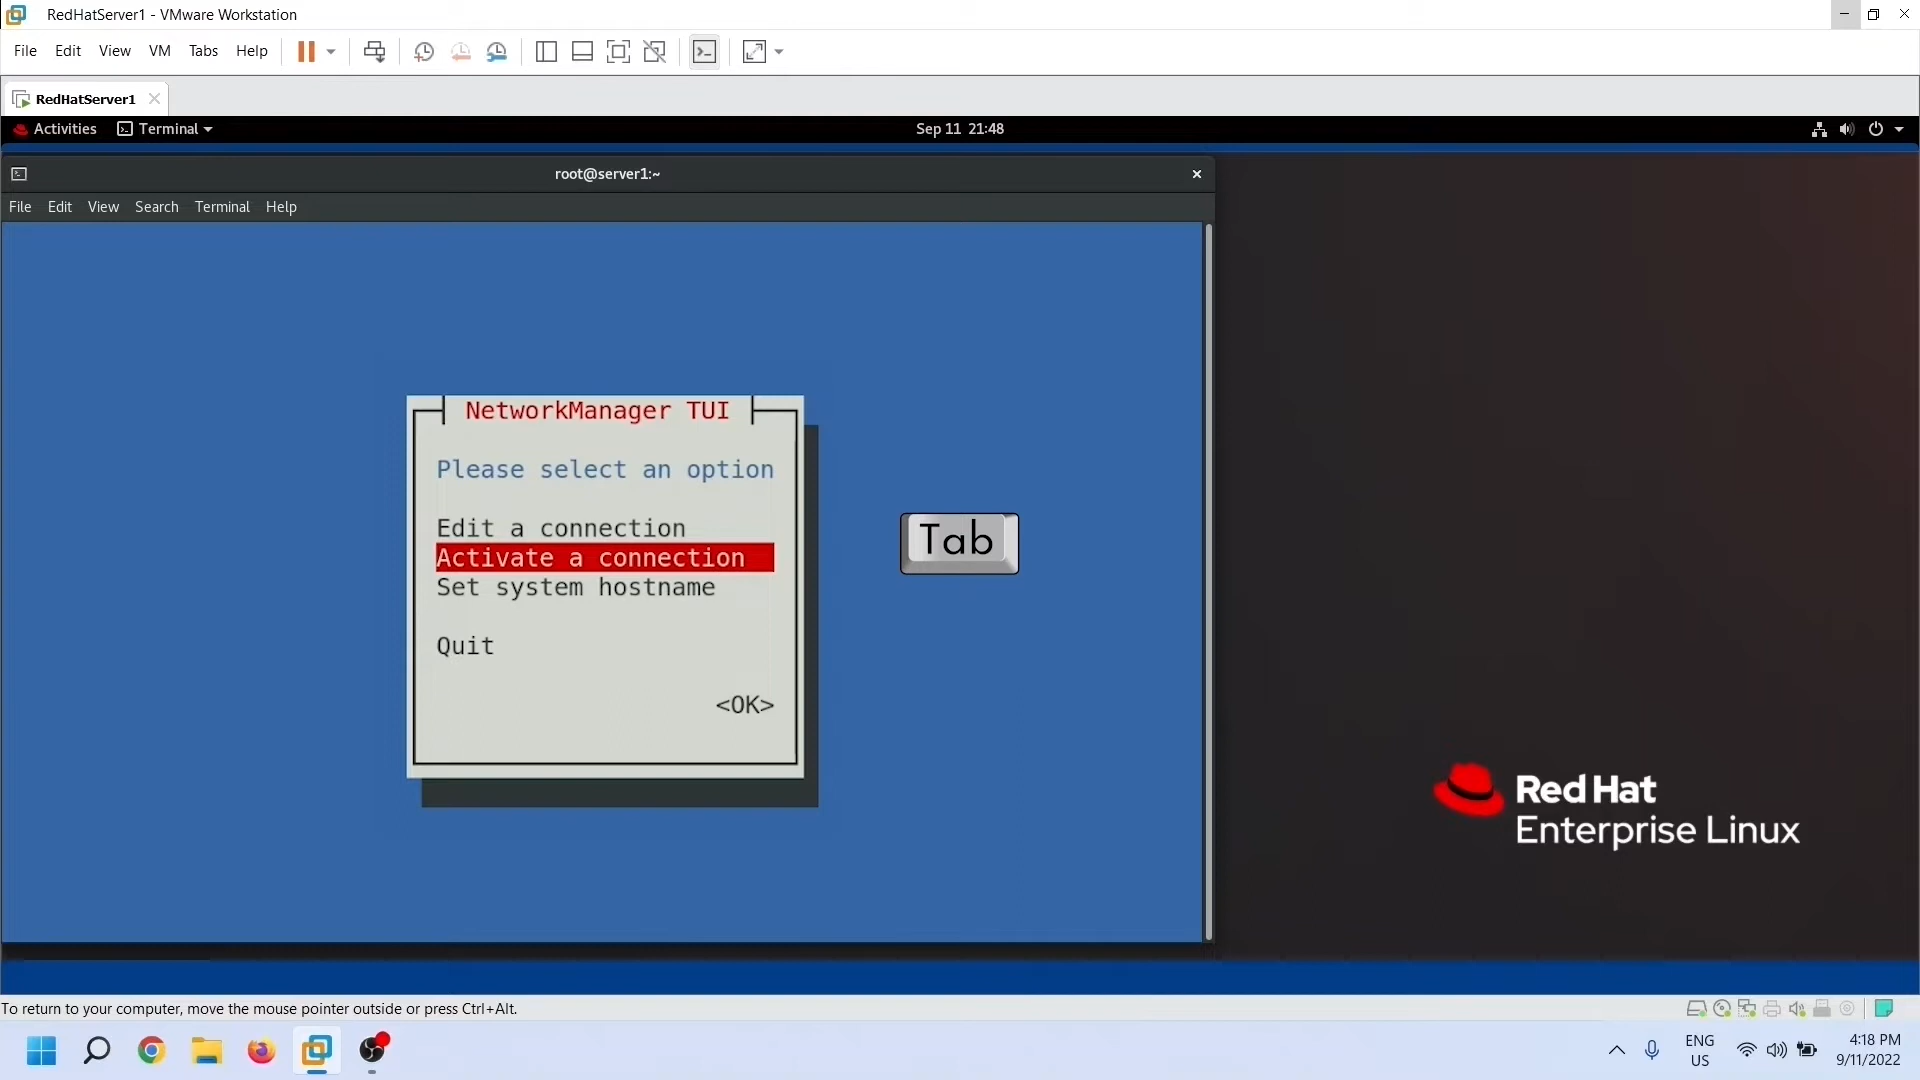 RedHatServer1 - VMware Workstation
File Edit View VM Tabs Help
RedHatServer1
Activities Terminal Sep 11 21:48
root@server1:~
File Edit View Search Terminal Help
NetworkManager TUI
Please select an option
Edit a connection
Activate a connection
Set system hostname
Quit
<OK>
Tab
Red Hat
Enterprise Linux
To return to your computer, move the mouse pointer outside or press Ctrl+Alt.
ENG
US
4:18 PM
9/11/2022